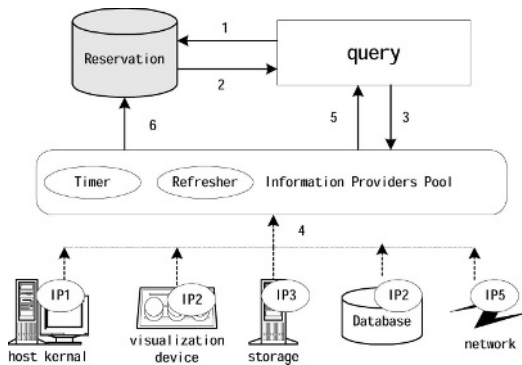 1
Reservation
query
2
6
5
3
Timer
Refresher
Information Providers Pool
4
IP1
IP2
IP3
IP2
IP5
Database
host kernal
visualization
device
storage
network